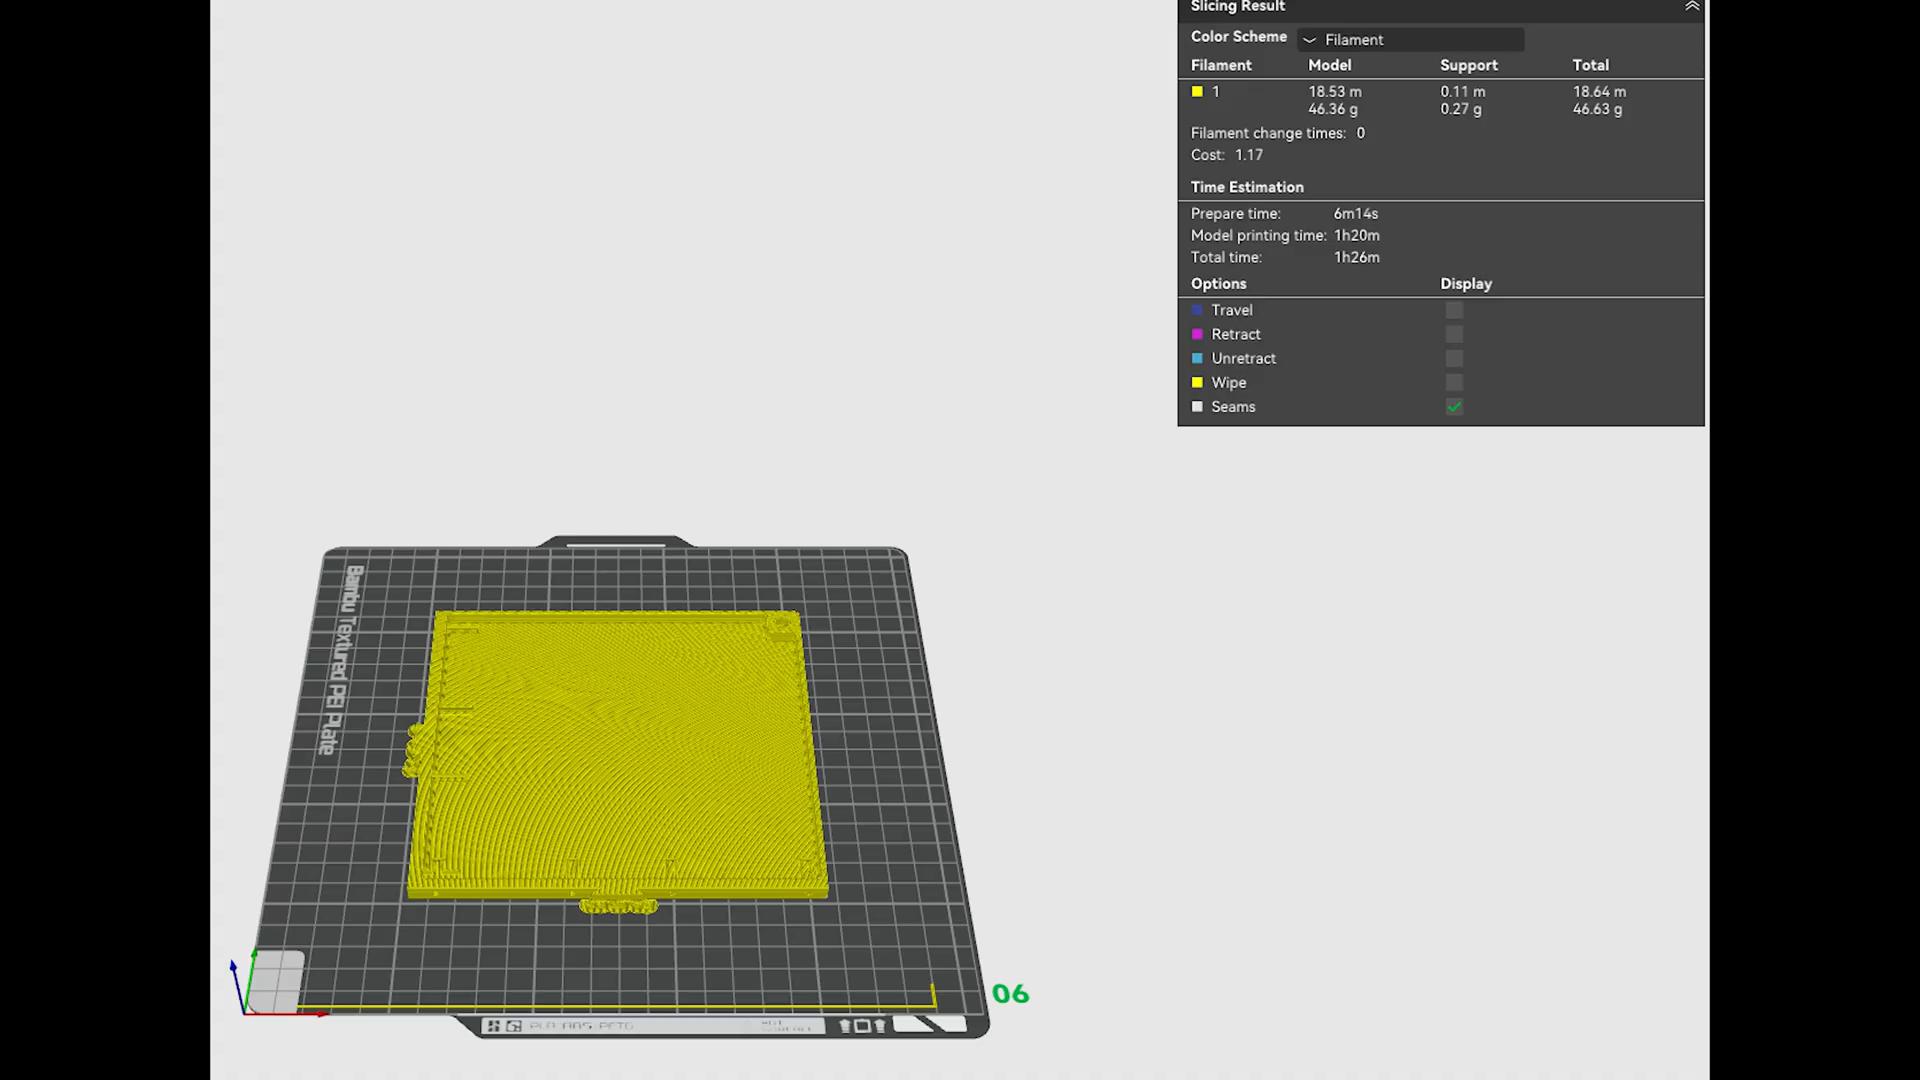 Slicing Result
Color Scheme Filament
Filament Model Support Total
1 18.53 m 0.11 m 18.64 m
46.36 g 0.27 g 46.63 g
Filament change times: 0
Cost: 1.17
Time Estimation
Prepare time: 6m14s
Model printing time: 1h20m
Total time: 1h26m
Options Display
Travel
Retract
Unretract
Wipe
Seams
Bambu Textured PEI Plate
06